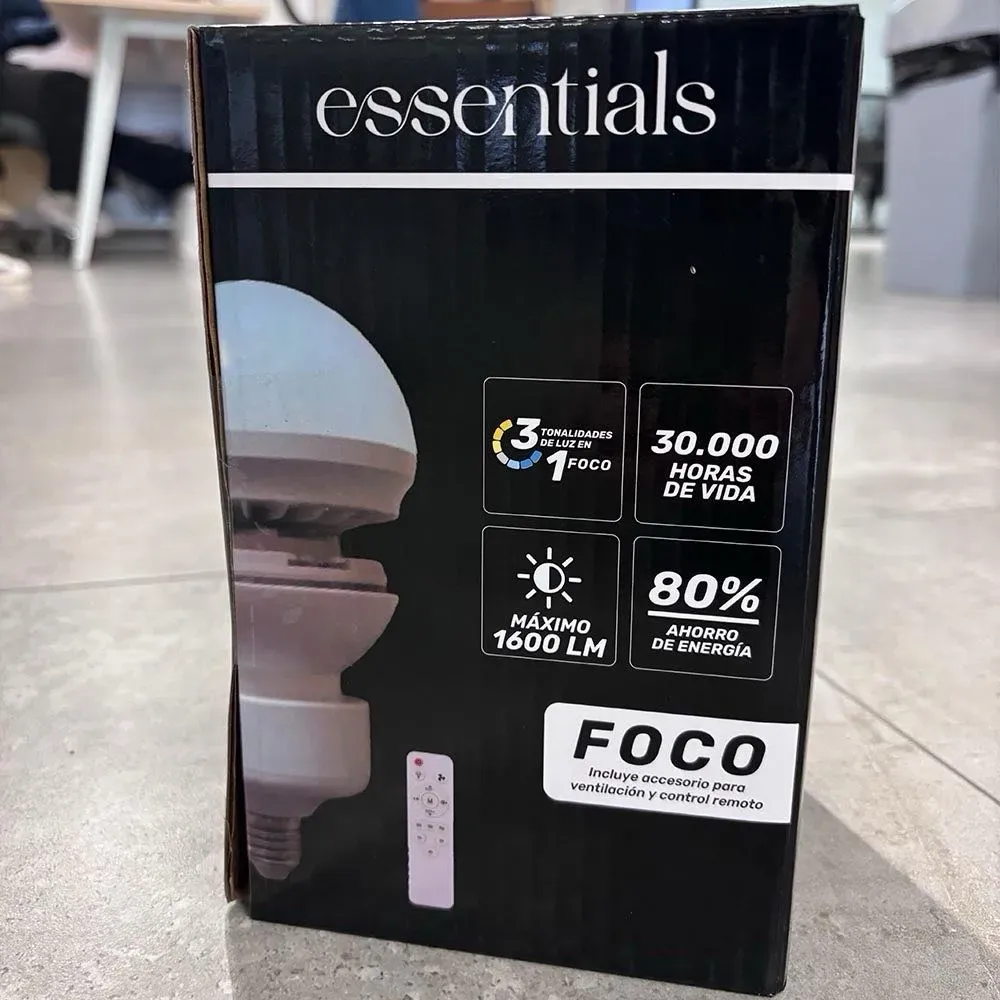 essentials
3 TONALIDADES
DE LUZ EN
1 FOCO
30.000
HORAS
DE VIDA
MÁXIMO
1600 LM
80%
AHORRO
DE ENERGÍA
FOCO
Incluye accesorio para
ventilación y control remoto
M